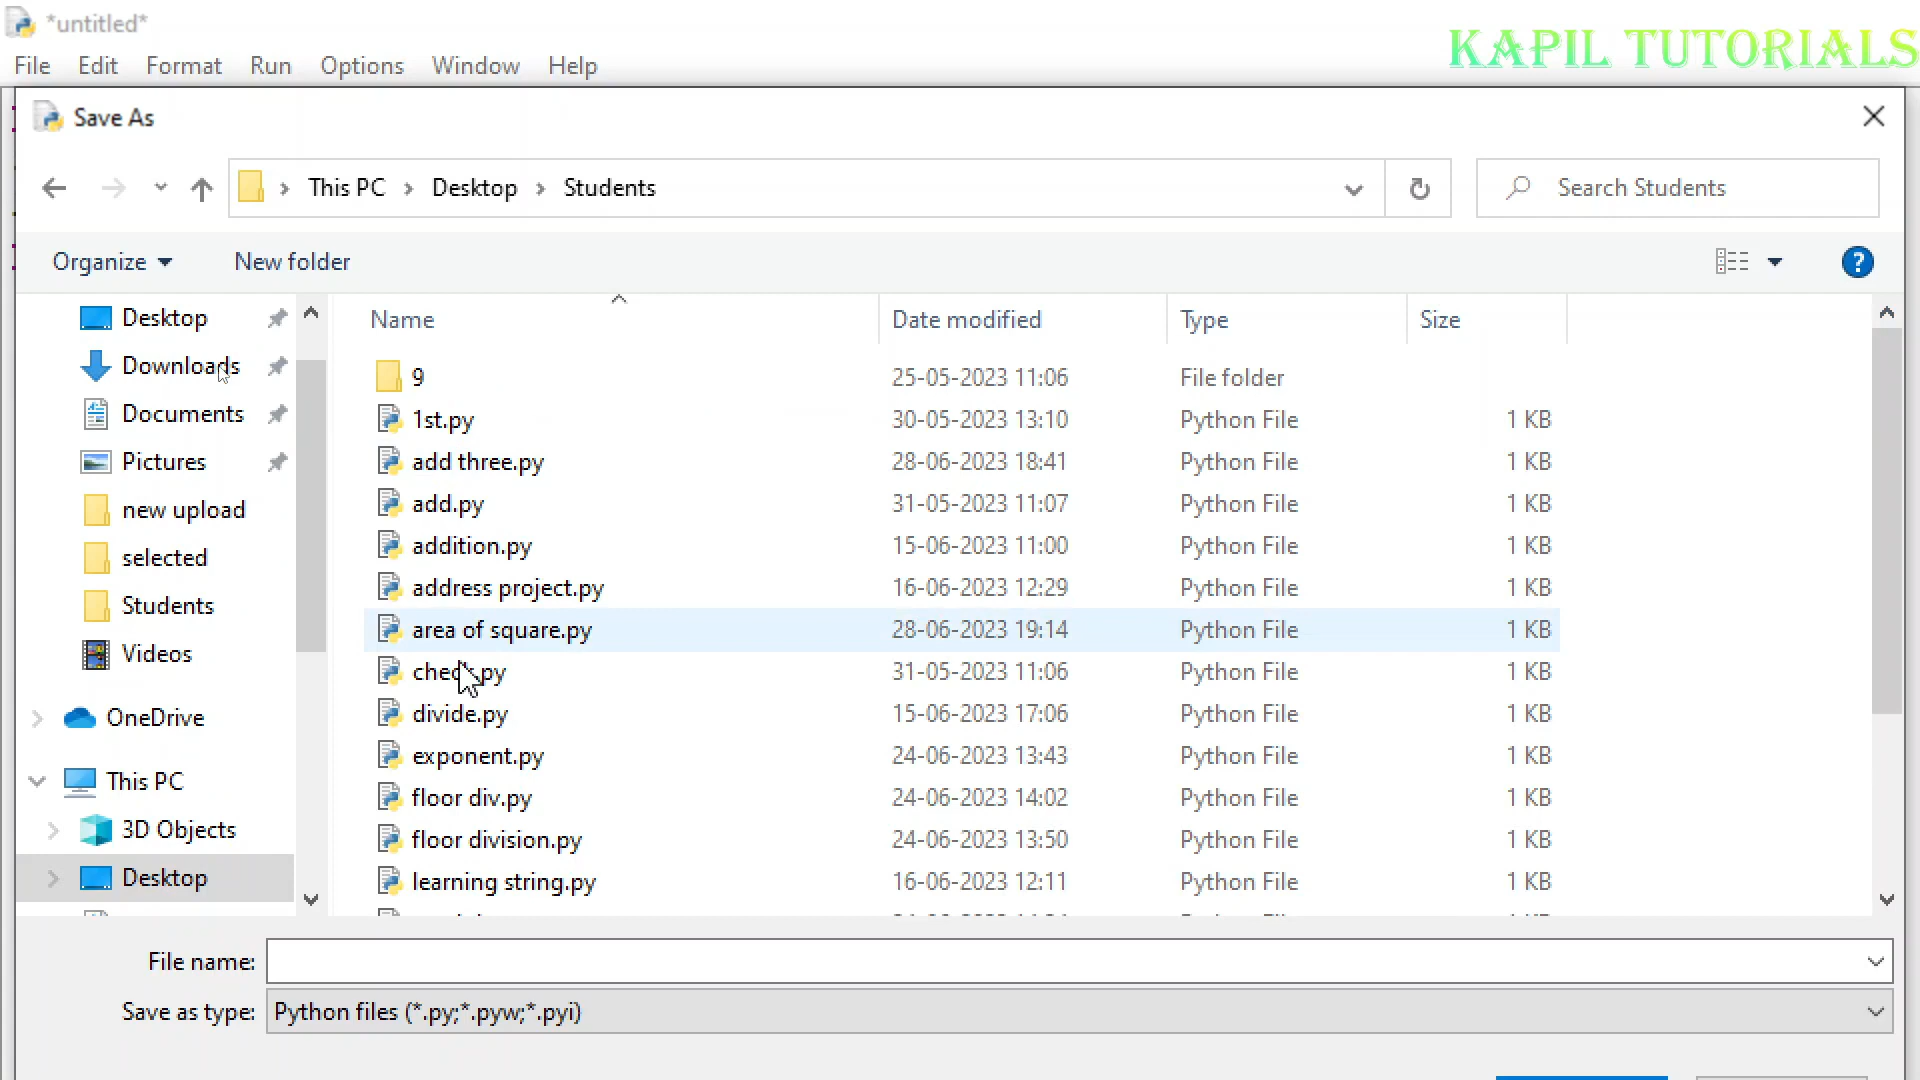 *untitled*
KAPIL TUTORIALS
File Edit Format Run Options Window Help
Save As
This PC Desktop Students
Search Students
Organize New folder
?
Name Date modified Type Size
Desktop
Downloads
Documents
Pictures
new upload
selected
Students
Videos
OneDrive
This PC
3D Objects
Desktop
9 25-05-2023 11:06 File folder
1st.py 30-05-2023 13:10 Python File 1 KB
add three.py 28-06-2023 18:41 Python File 1 KB
add.py 31-05-2023 11:07 Python File 1 KB
addition.py 15-06-2023 11:00 Python File 1 KB
address project.py 16-06-2023 12:29 Python File 1 KB
area of square.py 28-06-2023 19:14 Python File 1 KB
check.py 31-05-2023 11:06 Python File 1 KB
divide.py 15-06-2023 17:06 Python File 1 KB
exponent.py 24-06-2023 13:43 Python File 1 KB
floor div.py 24-06-2023 14:02 Python File 1 KB
floor division.py 24-06-2023 13:50 Python File 1 KB
learning string.py 16-06-2023 12:11 Python File 1 KB
File name:
Save as type: Python files (*.py;*.pyw;*.pyi)